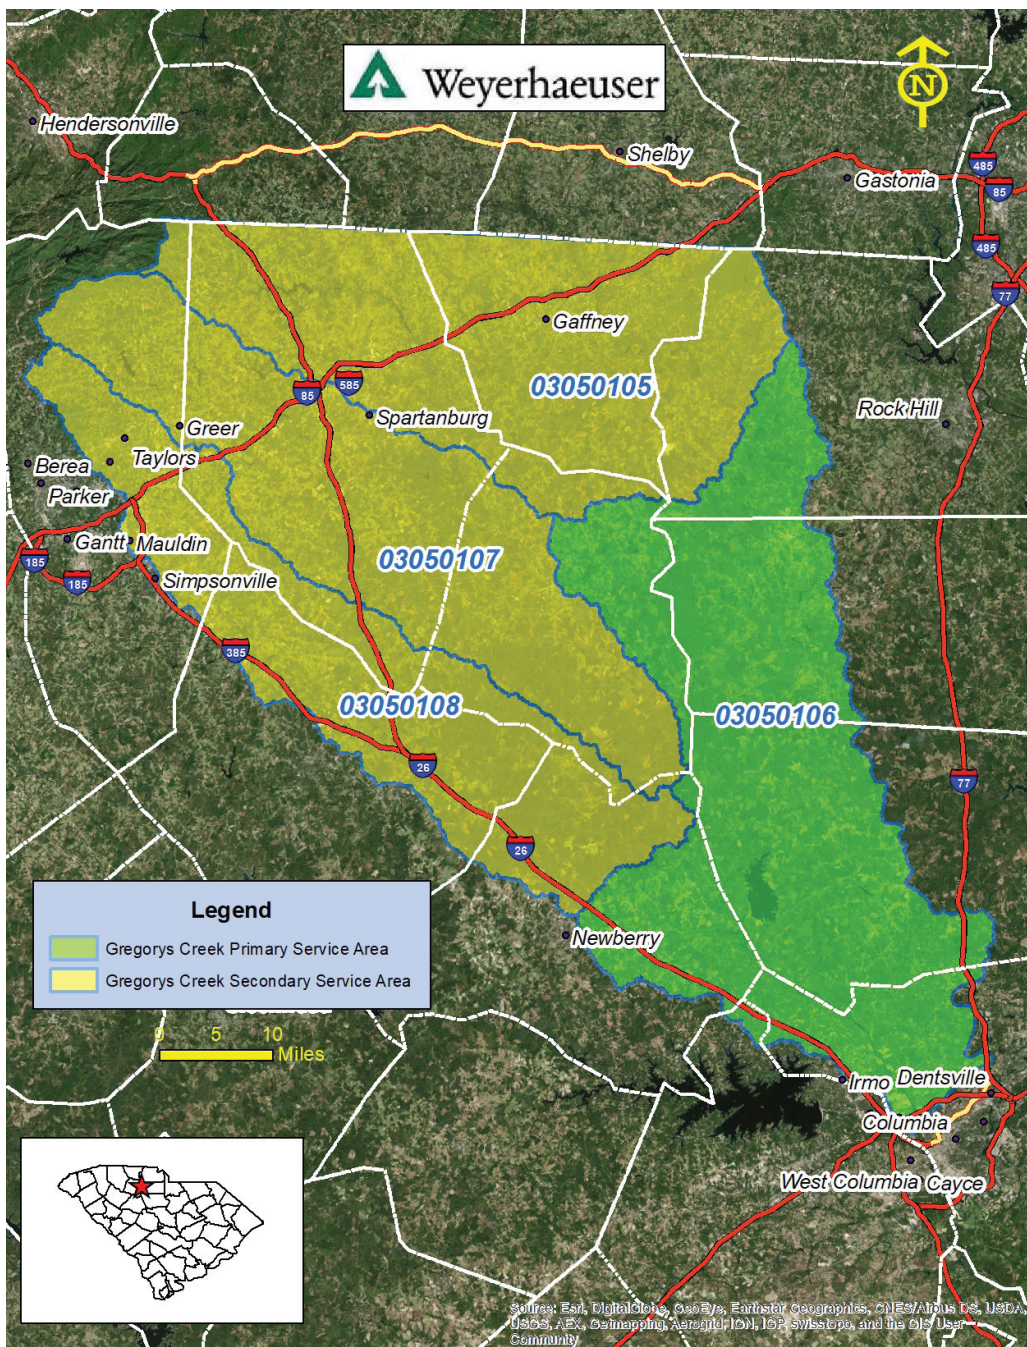 Weyerhaeuser
N
Hendersonville
Shelby
Gastonia
485
85
485
77
Gaffney
03050105
585
85
Spartanburg
Rock Hill
Greer
Taylors
Berea
Parker
Gantt
Mauldin
185
185
Simpsonville
03050107
385
03050108
03050106
26
77
26
Legend
Gregorys Creek Primary Service Area
Gregorys Creek Secondary Service Area
Newberry
0 5 10
Miles
Irmo
Dentsville
Columbia
West Columbia
Cayce
Source: Esri, DigitalGlobe, GeoEye, Earthstar Geographics, CNES/Airbus DS, USDA,
USGS, AEX, Getmapping, Aerogrid, IGN, IGP, swisstopo, and the GIS User
Community